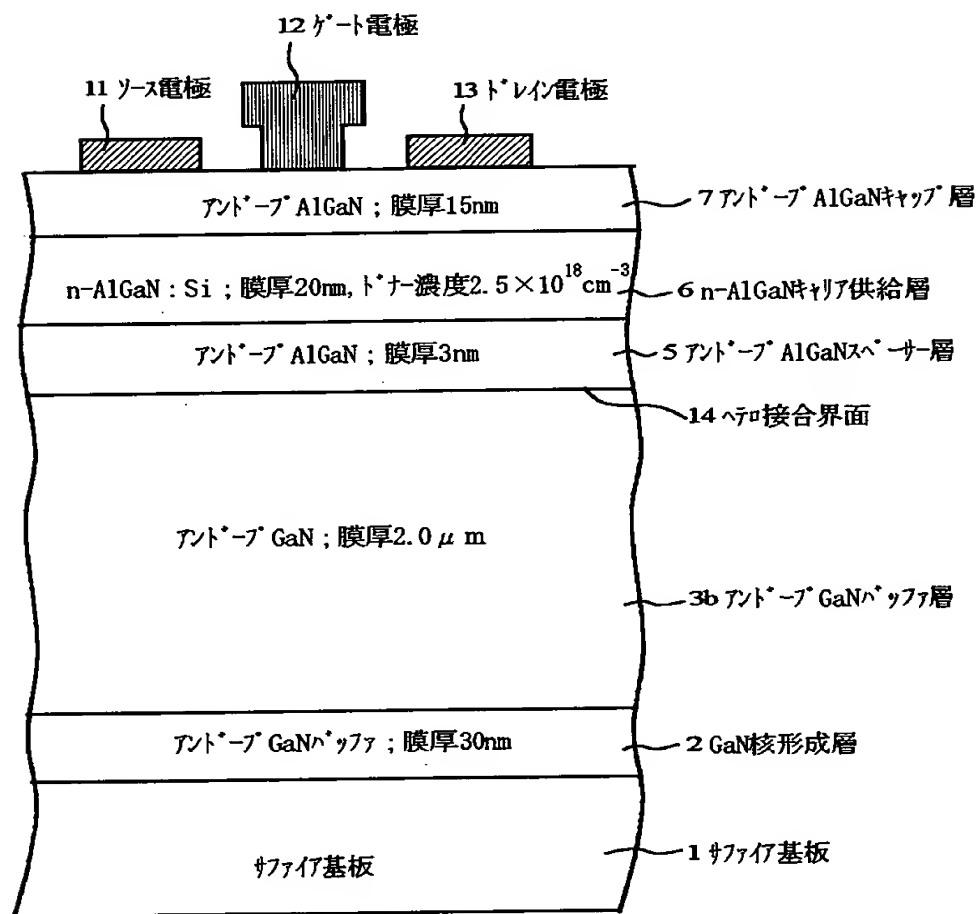 12 ゲート電極
11 ソース電極
13 ドレイン電極
アンドープAlGaN ; 膜厚15nm
7 アンドープAlGaNキャップ層
n-AlGaN : Si ; 膜厚20nm, ドナー濃度2.5×10¹⁸cm⁻³
6 n-AlGaNキャリア供給層
アンドープAlGaN ; 膜厚3nm
5 アンドープAlGaNスペーサー層
14 ヘテロ接合界面
アンドープGaN ; 膜厚2.0μm
3b アンドープGaNバッファ層
アンドープGaNバッファ ; 膜厚30nm
2 GaN核形成層
サファイア基板
1 サファイア基板